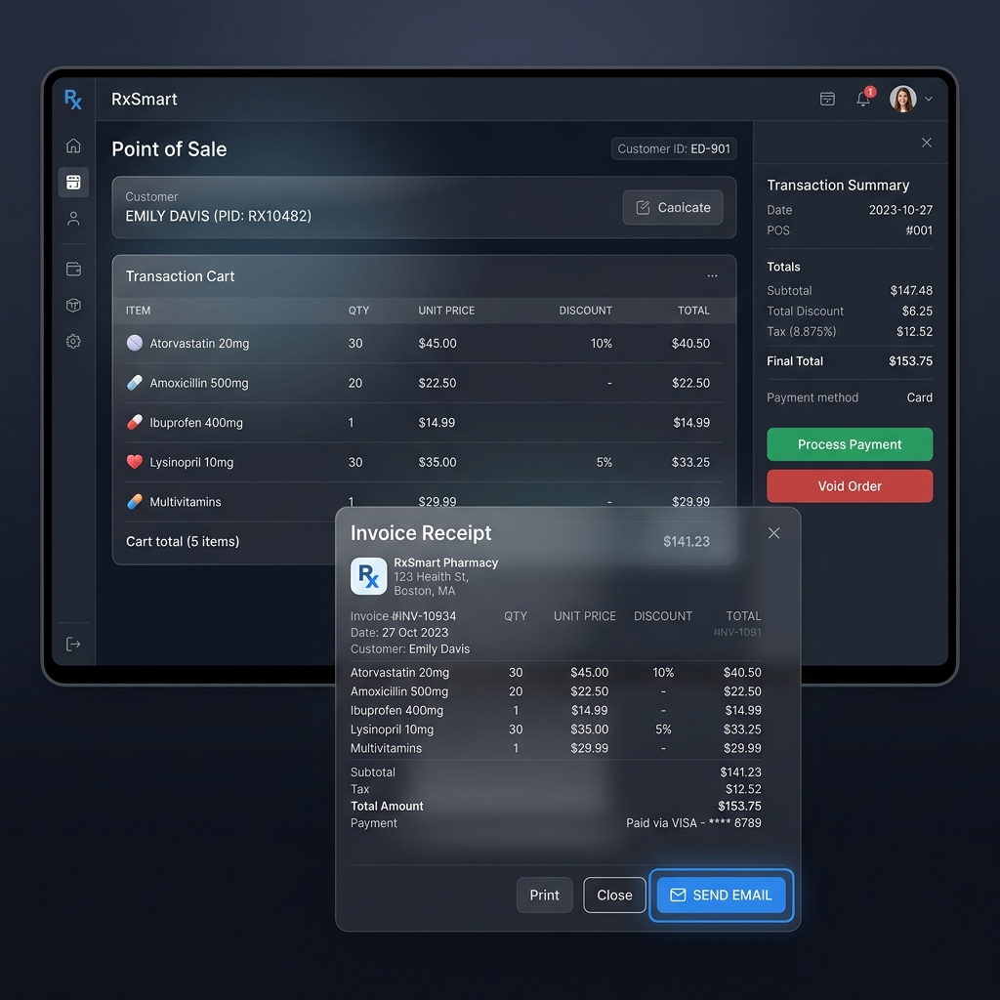 Rx RxSmart 1
Point of Sale Customer ID: ED-901
Customer
EMILY DAVIS (PID: RX10482) Caolcate
Transaction Cart ...
ITEM QTY UNIT PRICE DISCOUNT TOTAL
Atorvastatin 20mg 30 $45.00 10% $40.50
Amoxicillin 500mg 20 $22.50 - $22.50
Ibuprofen 400mg 1 $14.99 $14.99
Lysinopril 10mg 30 $35.00 5% $33.25
Multivitamins 1 $29.99 - $29.99
Cart total (5 items) $141.23
Transaction Summary
Date 2023-10-27
POS #001
Totals
Subtotal $147.48
Total Discount $6.25
Tax (8.875%) $12.52
Final Total $153.75
Payment method Card
Process Payment
Void Order
Invoice Receipt
Rx RxSmart Pharmacy
123 Health St,
Boston, MA
Invoice #INV-10934 QTY UNIT PRICE DISCOUNT TOTAL
Date: 27 Oct 2023 #INV-1091
Customer: Emily Davis
Atorvastatin 20mg 30 $45.00 10% $40.50
Amoxicillin 500mg 20 $22.50 - $22.50
Ibuprofen 400mg 1 $14.99 - $14.99
Lysinopril 10mg 30 $35.00 5% $33.25
Multivitamins 1 $29.99 - $29.99
Subtotal $141.23
Tax $12.52
Total Amount $153.75
Payment Paid via VISA - **** 8789
Print Close SEND EMAIL